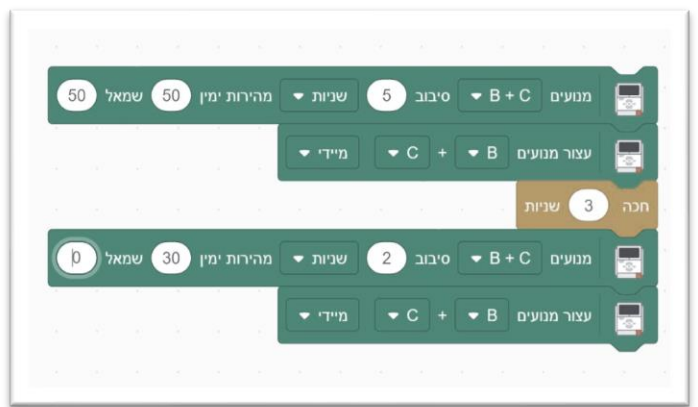 מנועים B + C סיבוב 5 שניות מהירות ימין 50 שמאל 50
עצור מנועים B + C מיידי
חכה 3 שניות
מנועים B + C סיבוב 2 שניות מהירות ימין 30 שמאל 0
עצור מנועים B + C מיידי